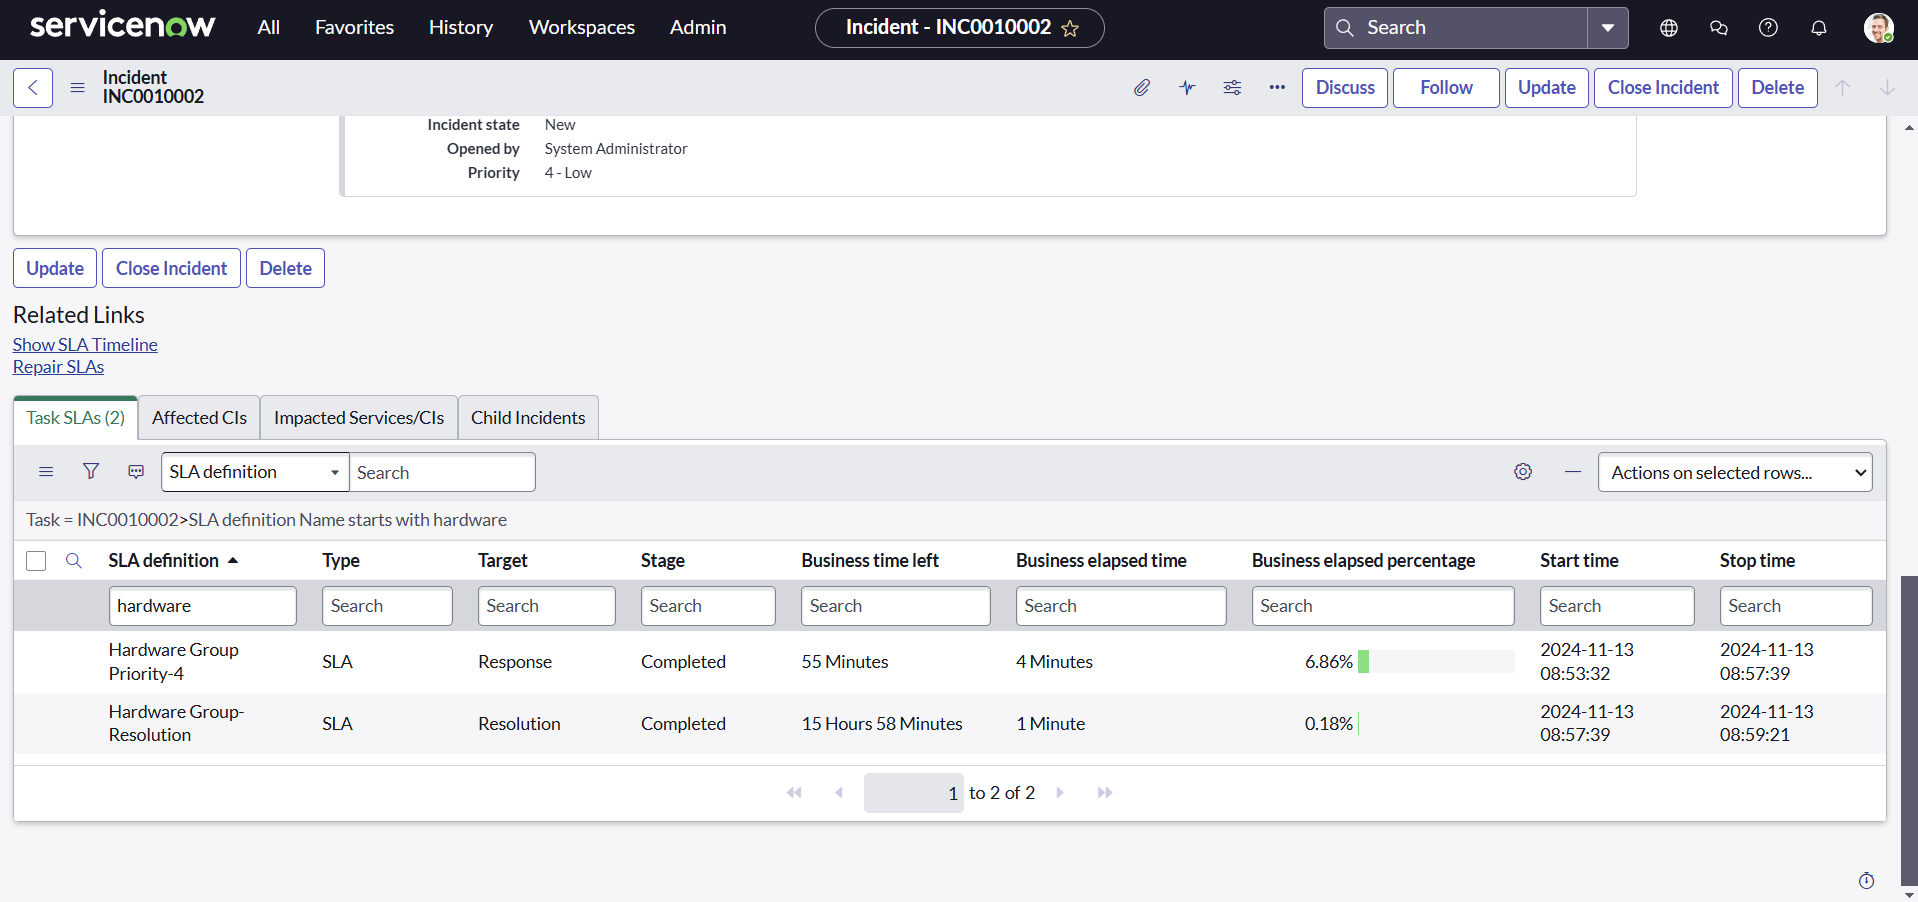 servicenow All Favorites History Workspaces Admin Incident - INC0010002 Search
Incident
INC0010002
Discuss Follow Update Close Incident Delete
Incident state New
Opened by System Administrator
Priority 4 - Low
Update Close Incident Delete
Related Links
Show SLA Timeline
Repair SLAs
Task SLAs (2) Affected CIs Impacted Services/CIs Child Incidents
SLA definition Search Actions on selected rows...
Task = INC0010002>SLA definition Name starts with hardware
SLA definition Type Target Stage Business time left Business elapsed time Business elapsed percentage Start time Stop time
hardware Search Search Search Search Search Search Search Search
Hardware Group
Priority-4
SLA Response Completed 55 Minutes 4 Minutes 6.86%
2024-11-13
08:53:32
2024-11-13
08:57:39
Hardware Group-
Resolution
SLA Resolution Completed 15 Hours 58 Minutes 1 Minute 0.18%
2024-11-13
08:57:39
2024-11-13
08:59:21
1 to 2 of 2